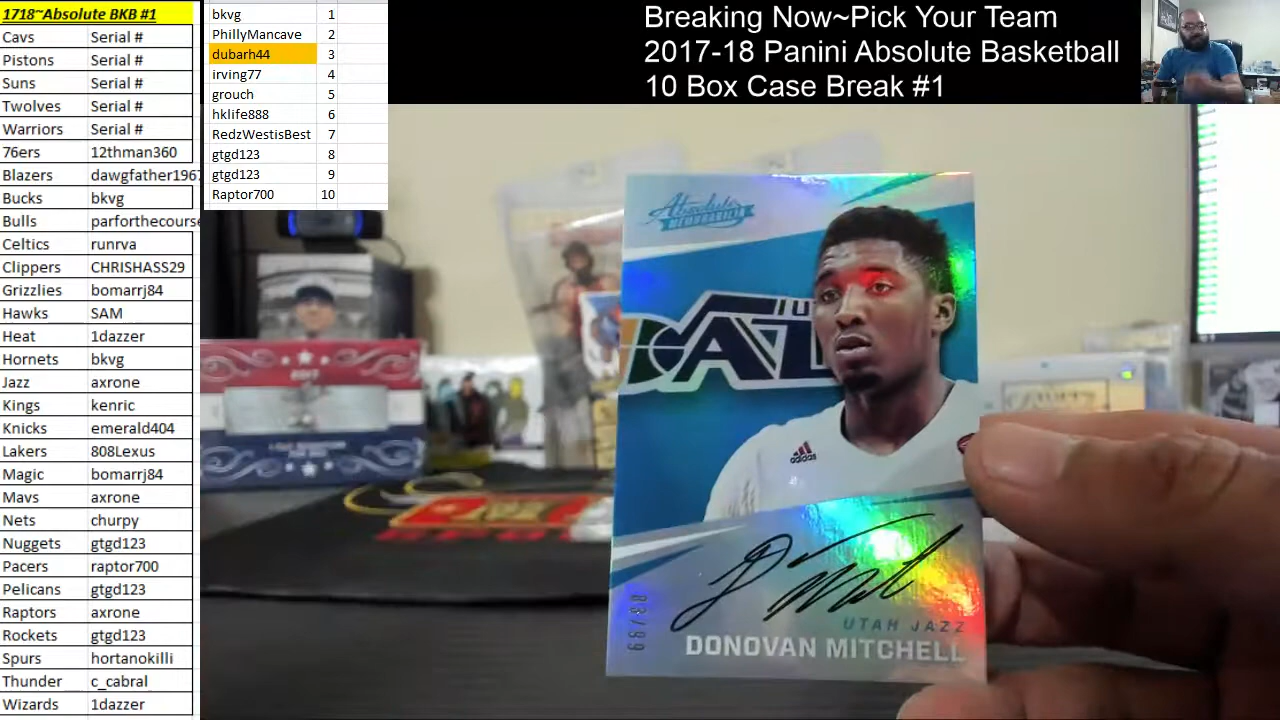 1718~Absolute BKB #1
Cavs Serial #
Pistons Serial #
Suns Serial #
Twolves Serial #
Warriors Serial #
76ers 12thman360
Blazers dawgfather1967
Bucks bkvg
Bulls parforthecourse
Celtics runrva
Clippers CHRISHASS29
Grizzlies bomarrj84
Hawks SAM
Heat 1dazzer
Hornets bkvg
Jazz axrone
Kings kenric
Knicks emerald404
Lakers 808Lexus
Magic bomarrj84
Mavs axrone
Nets churpy
Nuggets gtgd123
Pacers raptor700
Pelicans gtgd123
Raptors axrone
Rockets gtgd123
Spurs hortanokilli
Thunder c_cabral
Wizards 1dazzer
bkvg 1
PhillyMancave 2
dubarh44 3
irving77 4
grouch 5
hklife888 6
RedzWestisBest 7
gtgd123 8
gtgd123 9
Raptor700 10
Breaking Now~Pick Your Team
2017-18 Panini Absolute Basketball
10 Box Case Break #1
Absolute
MEMORABILIA
adidas
UTAH JAZZ
DONOVAN MITCHELL
2017